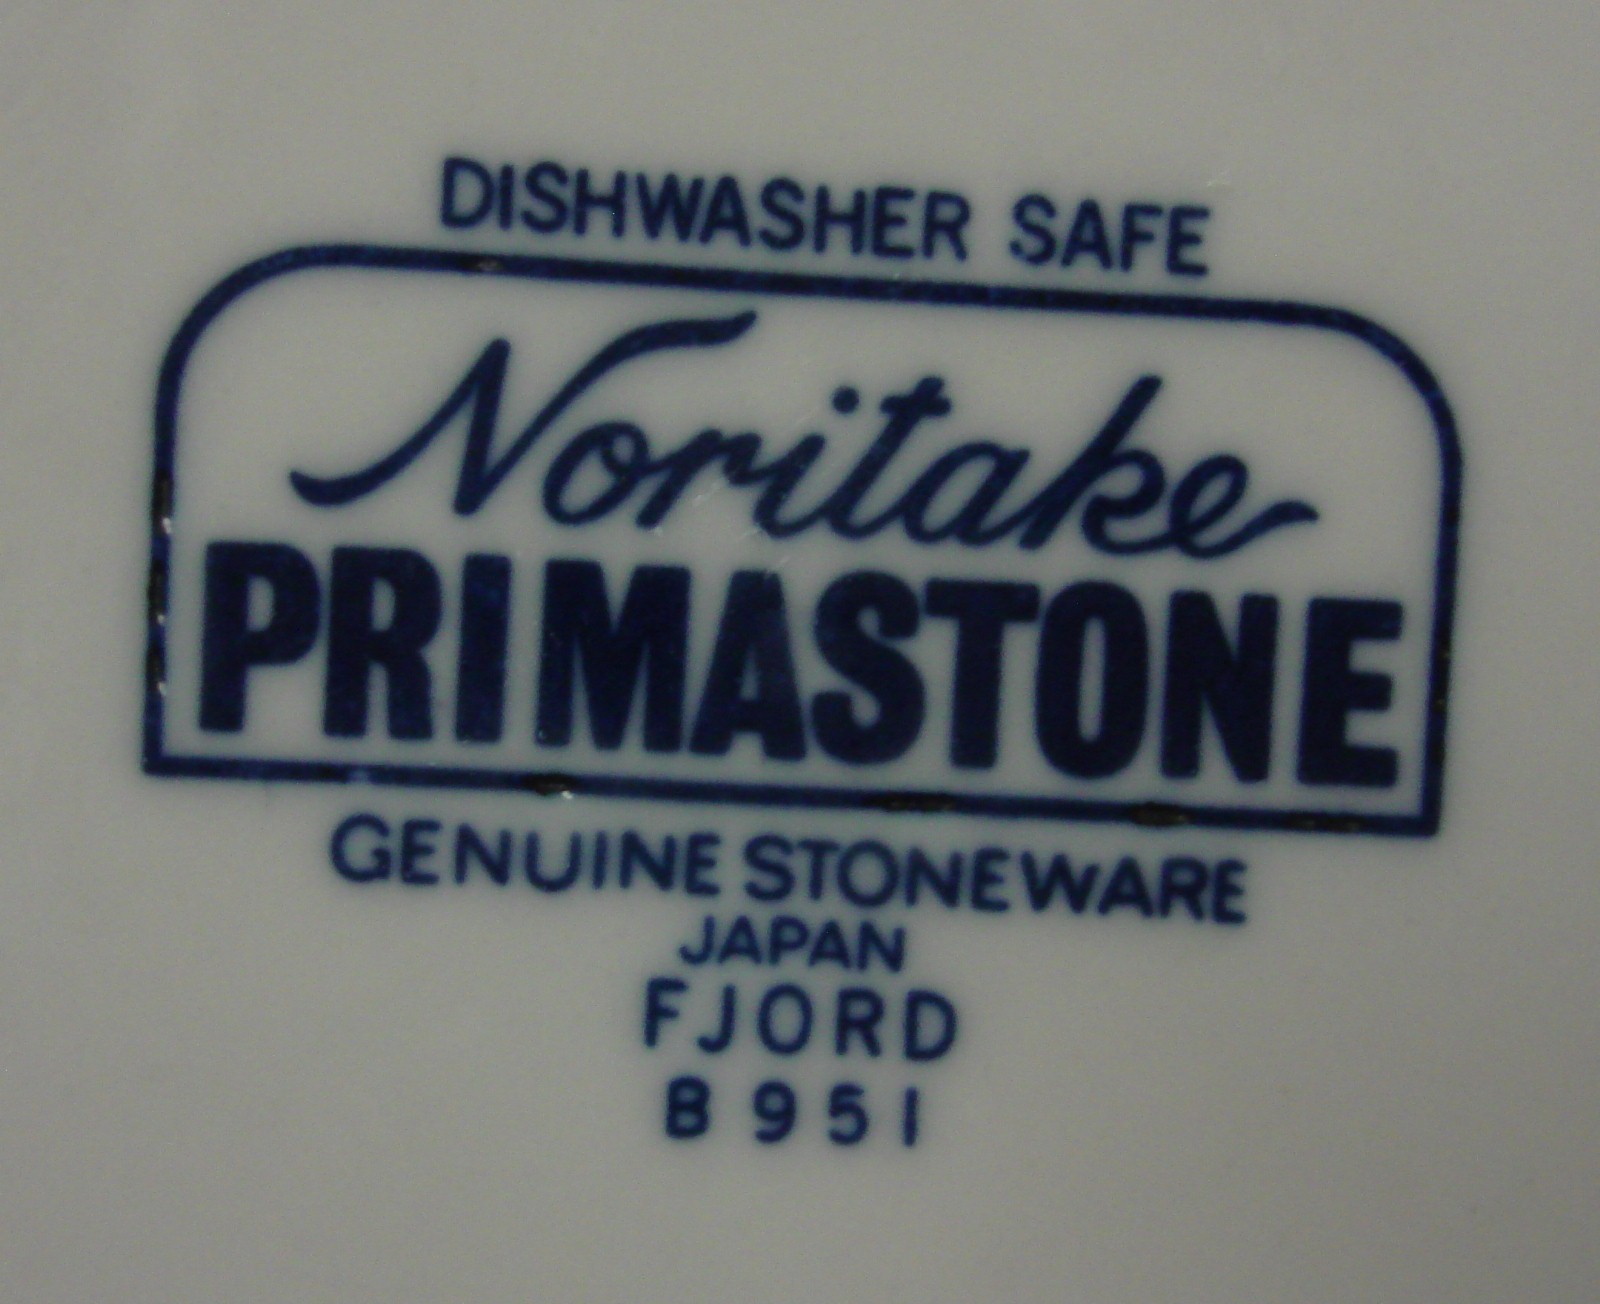 DISHWASHER SAFE
Noritake
PRIMASTONE
GENUINE STONEWARE
JAPAN
FJORD
B951